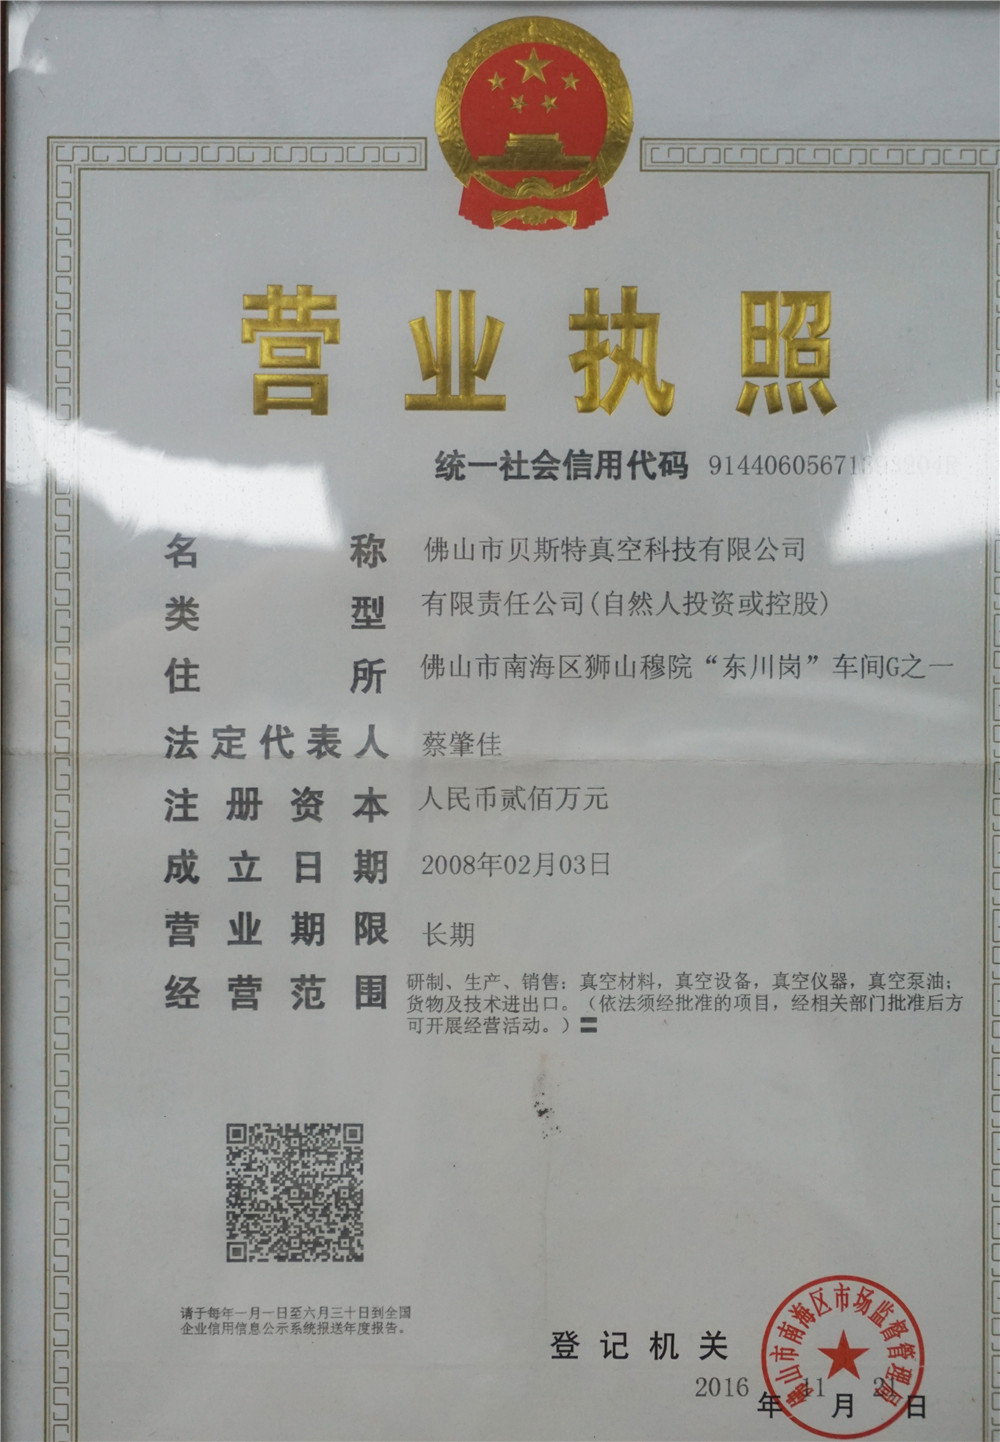 营业执照
统一社会信用代码 91440605671
名称 佛山市贝斯特真空科技有限公司
类型 有限责任公司(自然人投资或控股)
住所 佛山市南海区狮山穆院“东川岗”车间G之一
法定代表人 蔡肇佳
注册资本 人民币贰佰万元
成立日期 2008年02月03日
营业期限 长期
经营范围 研制、生产、销售：真空材料，真空设备，真空仪器，真空泵油；
货物及技术进出口。（依法须经批准的项目，经相关部门批准后方
可开展经营活动。）〓
请于每年一月一日至六月三十日到全国
企业信用信息公示系统报送年度报告。
登记机关
佛山市南海区市场监督管理局
2016年11月21日